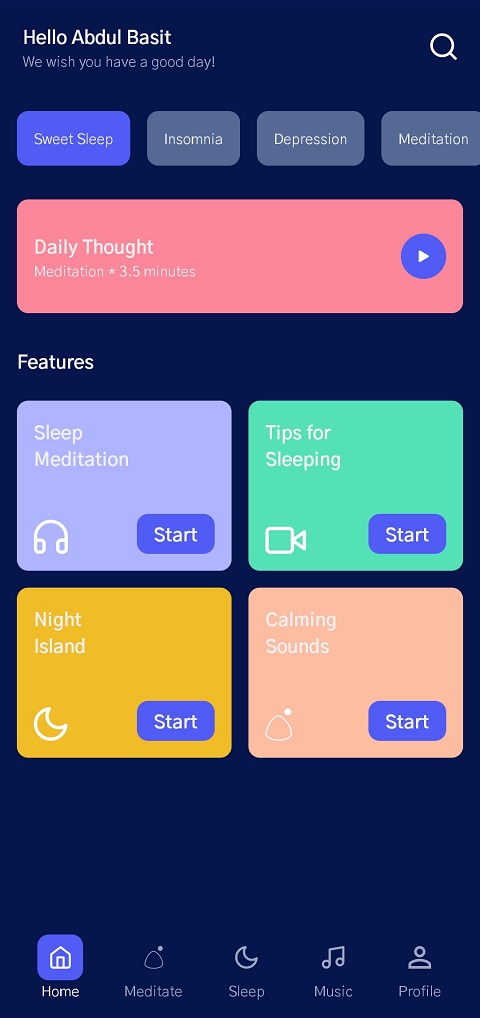 Hello Abdul Basit
We wish you have a good day!
Sweet Sleep
Insomnia
Depression
Meditation
Daily Thought
Meditation * 3.5 minutes
Features
Sleep
Meditation
Start
Tips for
Sleeping
Start
Night
Island
Start
Calming
Sounds
Start
Home
Meditate
Sleep
Music
Profile